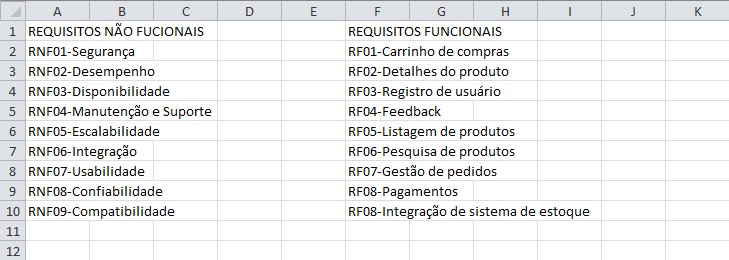 A B C D E F G H I J K
1 REQUISITOS NÃO FUCIONAIS REQUISITOS FUNCIONAIS
2 RNF01-Segurança RF01-Carrinho de compras
3 RNF02-Desempenho RF02-Detalhes do produto
4 RNF03-Disponibilidade RF03-Registro de usuário
5 RNF04-Manutenção e Suporte RF04-Feedback
6 RNF05-Escalabilidade RF05-Listagem de produtos
7 RNF06-Integração RF06-Pesquisa de produtos
8 RNF07-Usabilidade RF07-Gestão de pedidos
9 RNF08-Confiabilidade RF08-Pagamentos
10 RNF09-Compatibilidade RF08-Integração de sistema de estoque
11
12